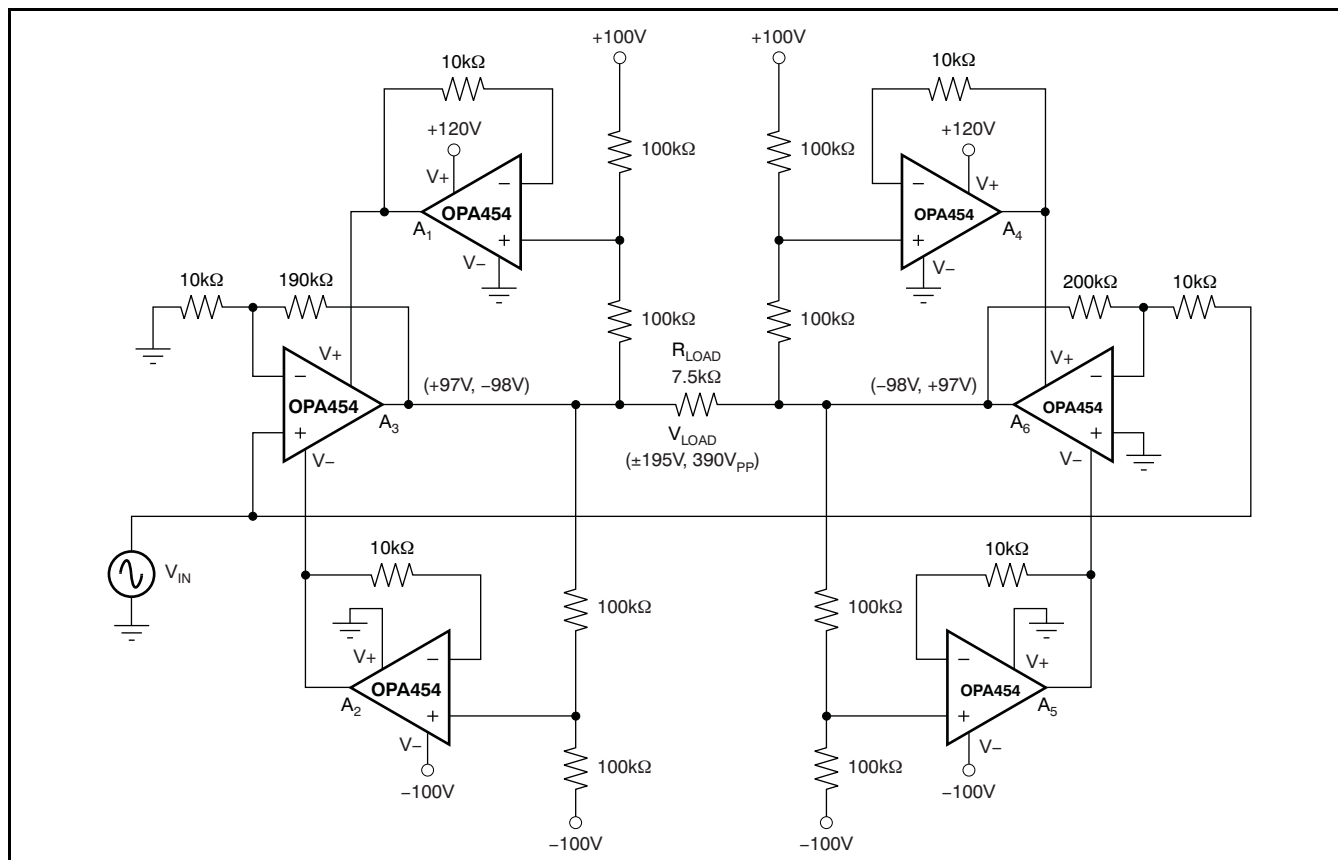 +100V
+100V
10kΩ
10kΩ
+120V
+120V
100kΩ
100kΩ
V+
−
OPA454
A1
+
V−
−
V+
OPA454
A4
+
V−
10kΩ
190kΩ
200kΩ
10kΩ
100kΩ
100kΩ
V+
−
OPA454
A3
+
V−
(+97V, −98V)
RLOAD
7.5kΩ
VLOAD
(±195V, 390VPP)
(−98V, +97V)
V+
−
OPA454
A6
+
V−
VIN
10kΩ
10kΩ
100kΩ
100kΩ
V+
−
OPA454
A2
+
V−
−100V
V+
−
OPA454
A5
+
V−
−100V
100kΩ
100kΩ
−100V
−100V